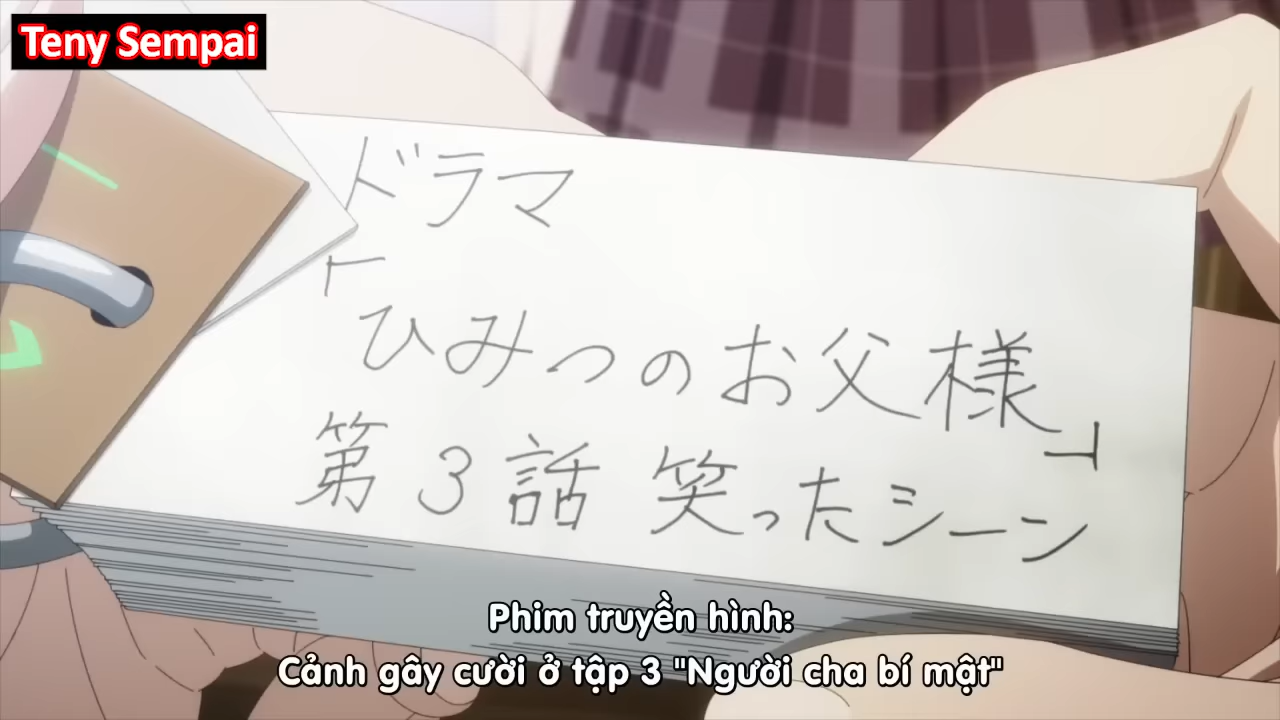 Teny Sempai
ドラマ
「ひみつのお父様」
第3話 笑ったシーン
Phim truyền hình:
Cảnh gây cười ở tập 3 "Người cha bí mật"